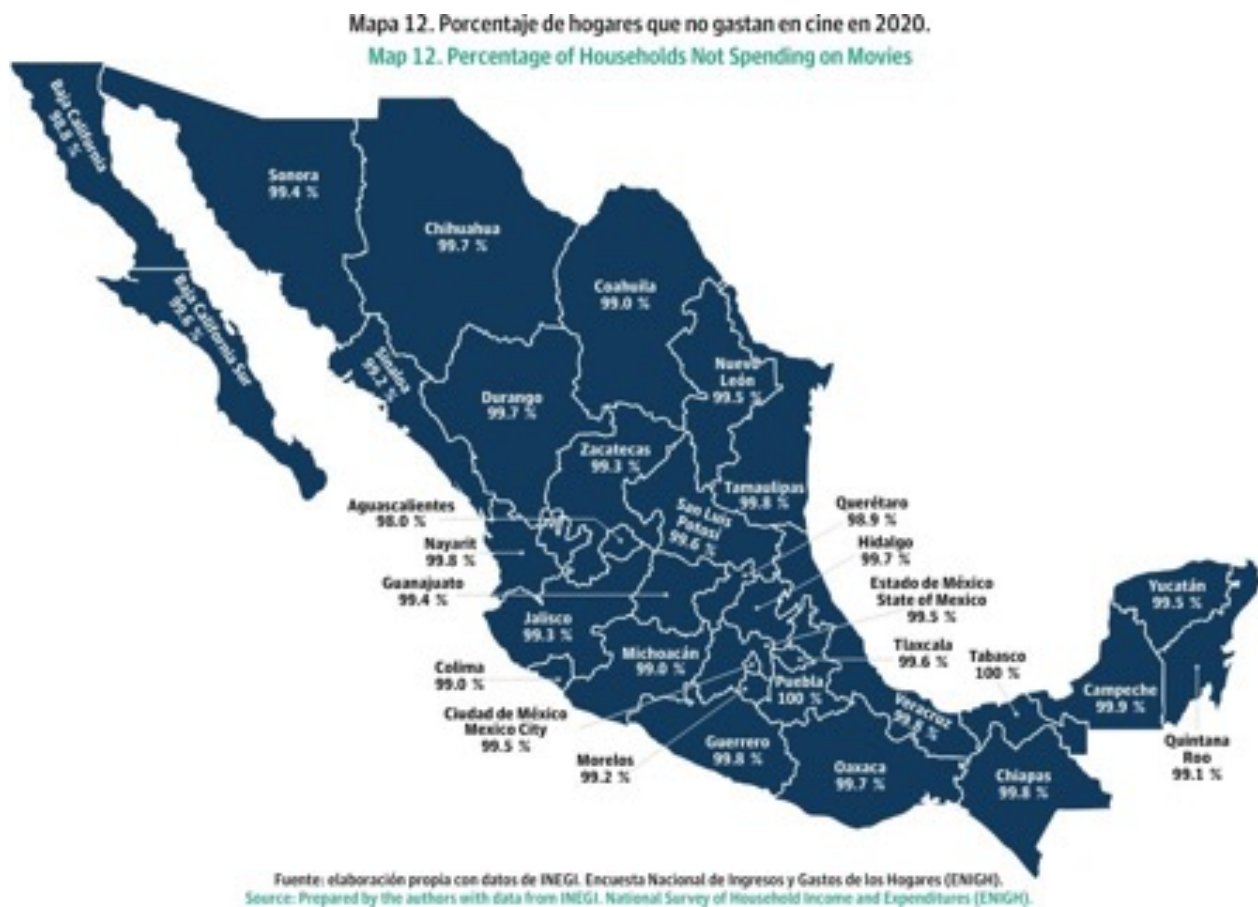 Mapa 12. Porcentaje de hogares que no gastan en cine en 2020.
Map 12. Percentage of Households Not Spending on Movies
Baja California
98.8 %
Sonora
99.4 %
Chihuahua
99.7 %
Coahuila
99.0 %
Baja California Sur
99.6 %
Sinaloa
99.2 %
Nuevo
León
99.5 %
Durango
99.7 %
Zacatecas
99.3 %
Tamaulipas
99.8 %
San Luis
Potosí
99.6 %
Aguascalientes
98.0 %
Querétaro
98.9 %
Nayarit
99.8 %
Hidalgo
99.7 %
Guanajuato
99.4 %
Estado de México
State of Mexico
99.5 %
Yucatán
99.5 %
Jalisco
99.3 %
Michoacán
99.0 %
Tlaxcala
99.6 %
Tabasco
100 %
Colima
99.0 %
Puebla
100 %
Campeche
99.9 %
Ciudad de México
Mexico City
99.5 %
Veracruz
99.8 %
Quintana
Roo
99.1 %
Morelos
99.2 %
Guerrero
99.8 %
Oaxaca
99.7 %
Chiapas
99.8 %
Fuente: elaboración propia con datos de INEGI. Encuesta Nacional de Ingresos y Gastos de los Hogares (ENIGH).
Source: Prepared by the authors with data from INEGI. National Survey of Household Income and Expenditures (ENIGH).